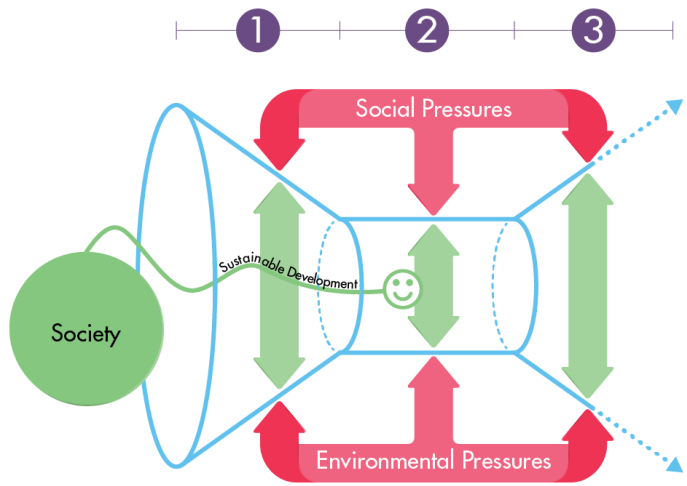 1
2
3
Social Pressures
Sustainable Development
Society
Environmental Pressures